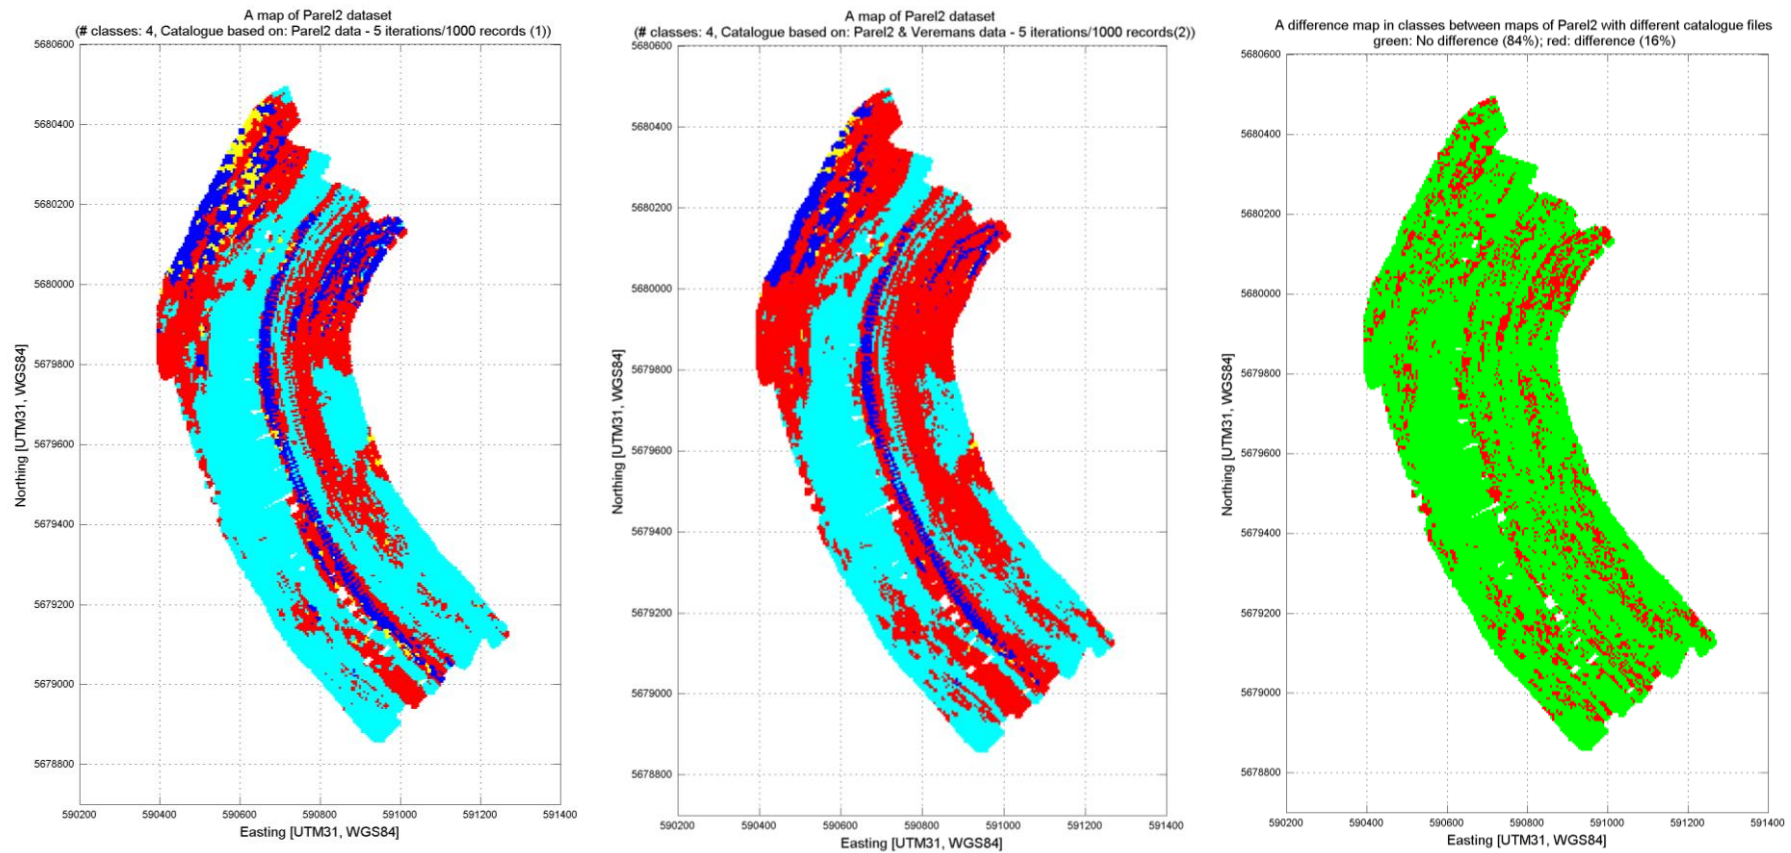 A map of Parel2 dataset
(# classes: 4, Catalogue based on: Parel2 data - 5 iterations/1000 records (1))
5680600
5680400
5680200
5680000
5679800
5679600
5679400
5679200
5679000
5678800
Northing [UTM31, WGS84]
590200 590400 590600 590800 591000 591200 591400
Easting [UTM31, WGS84]
A map of Parel2 dataset
(# classes: 4, Catalogue based on: Parel2 & Veremans data - 5 iterations/1000 records(2))
5680600
5680400
5680200
5680000
5679800
5679600
5679400
5679200
5679000
5678800
Northing [UTM31, WGS84]
590200 590400 590600 590800 591000 591200 591400
Easting [UTM31, WGS84]
A difference map in classes between maps of Parel2 with different catalogue files
green: No difference (84%); red: difference (16%)
5680600
5680400
5680200
5680000
5679800
5679600
5679400
5679200
5679000
5678800
Northing [UTM31, WGS84]
590200 590400 590600 590800 591000 591200 591400
Easting [UTM31, WGS84]